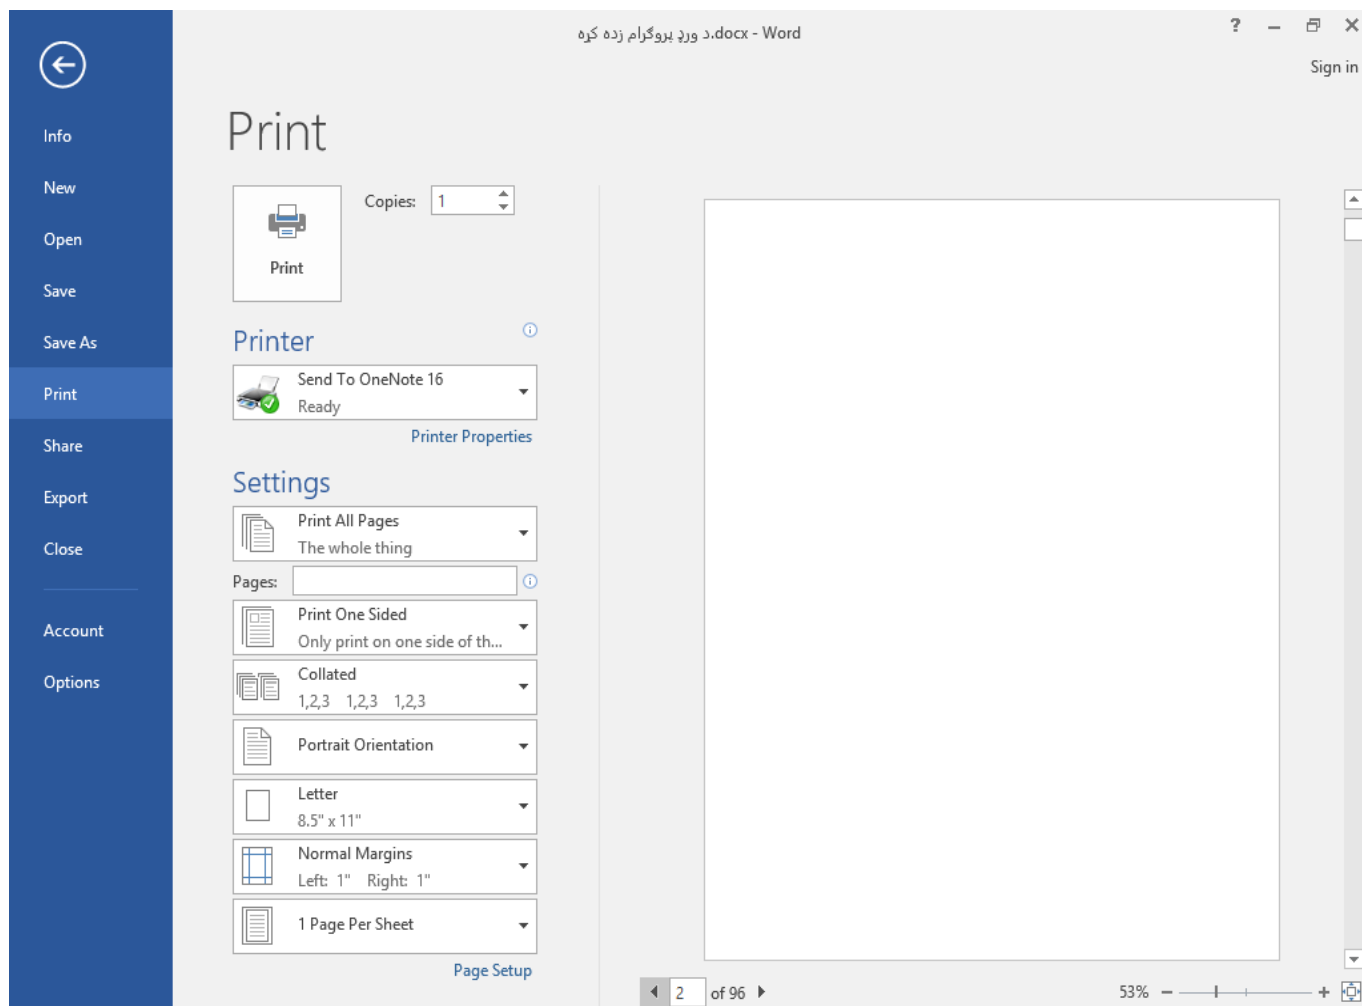 د ورډ پروګرام زده کړه.docx - Word
?
Sign in
Info
New
Open
Save
Save As
Print
Share
Export
Close
Account
Options
Print
Print
Copies: 1
Printer
Send To OneNote 16
Ready
Printer Properties
Settings
Print All Pages
The whole thing
Pages:
Print One Sided
Only print on one side of th...
Collated
1,2,3 1,2,3 1,2,3
Portrait Orientation
Letter
8.5" x 11"
Normal Margins
Left: 1" Right: 1"
1 Page Per Sheet
Page Setup
2 of 96
53%